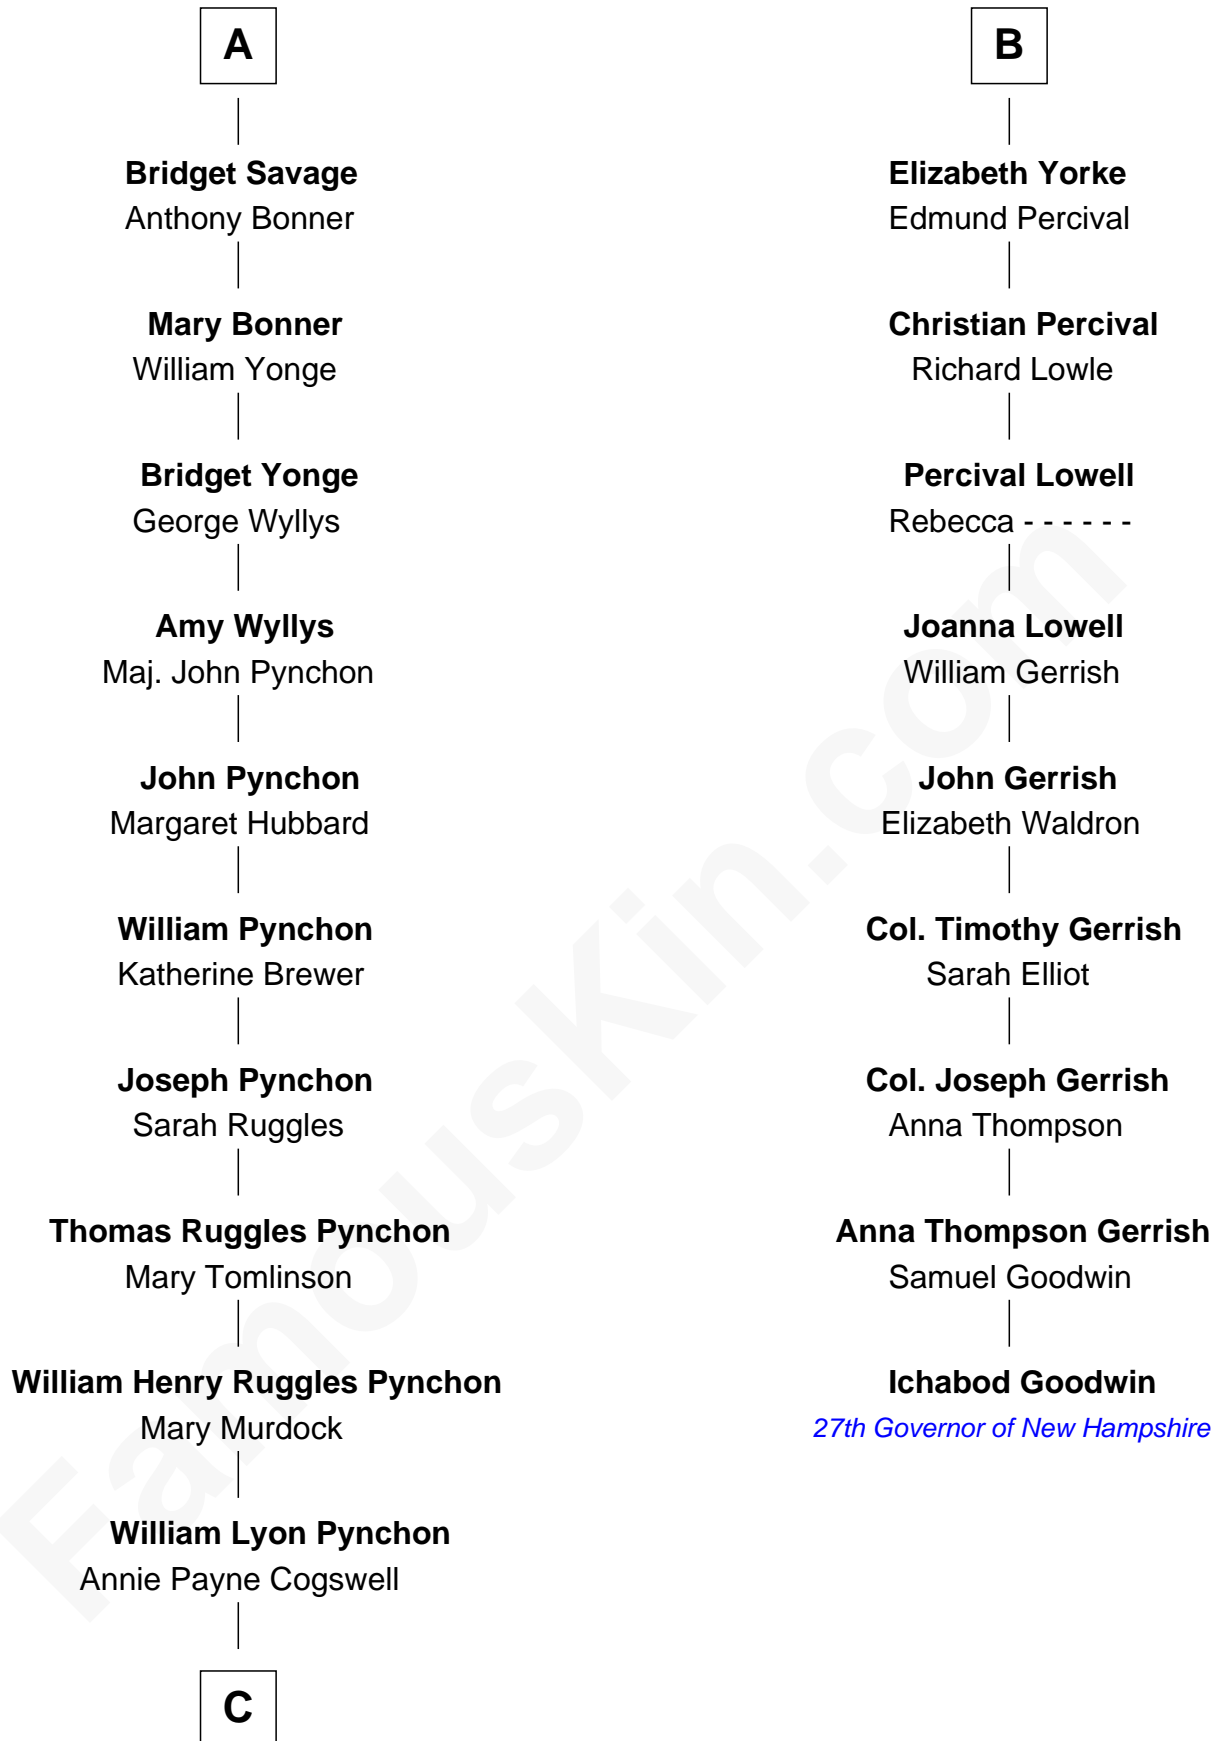 A
Bridget Savage
Anthony Bonner
Mary Bonner
William Yonge
Bridget Yonge
George Wyllys
Amy Wyllys
Maj. John Pynchon
John Pynchon
Margaret Hubbard
William Pynchon
Katherine Brewer
Joseph Pynchon
Sarah Ruggles
Thomas Ruggles Pynchon
Mary Tomlinson
William Henry Ruggles Pynchon
Mary Murdock
William Lyon Pynchon
Annie Payne Cogswell
C
B
Elizabeth Yorke
Edmund Percival
Christian Percival
Richard Lowle
Percival Lowell
Rebecca - - - - - -
Joanna Lowell
William Gerrish
John Gerrish
Elizabeth Waldron
Col. Timothy Gerrish
Sarah Elliot
Col. Joseph Gerrish
Anna Thompson
Anna Thompson Gerrish
Samuel Goodwin
Ichabod Goodwin
27th Governor of New Hampshire
FamousKin.com